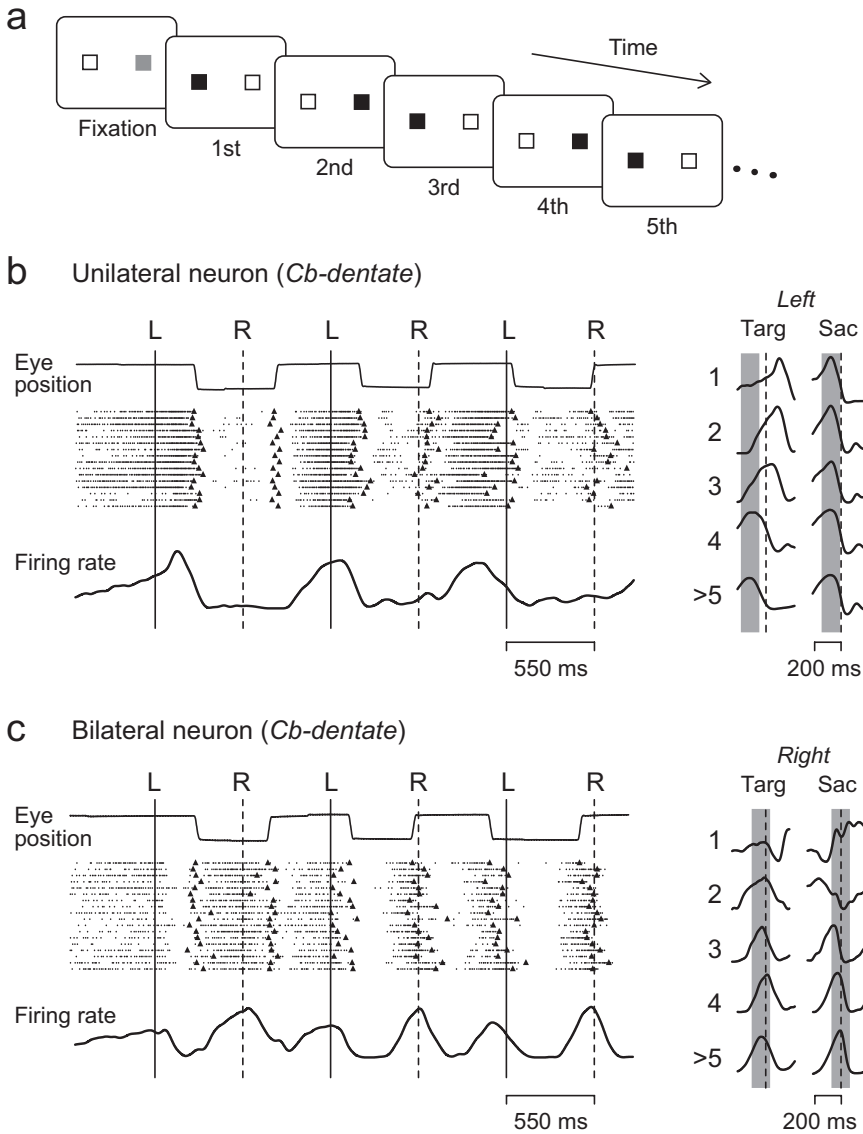 a
Time
Fixation
1st
2nd
3rd
4th
5th
b Unilateral neuron (Cb-dentate)
L R L R L R
Eye
position
Firing rate
550 ms
Left
Targ Sac
1
2
3
4
>5
200 ms
c Bilateral neuron (Cb-dentate)
L R L R L R
Eye
position
Firing rate
550 ms
Right
Targ Sac
1
2
3
4
>5
200 ms